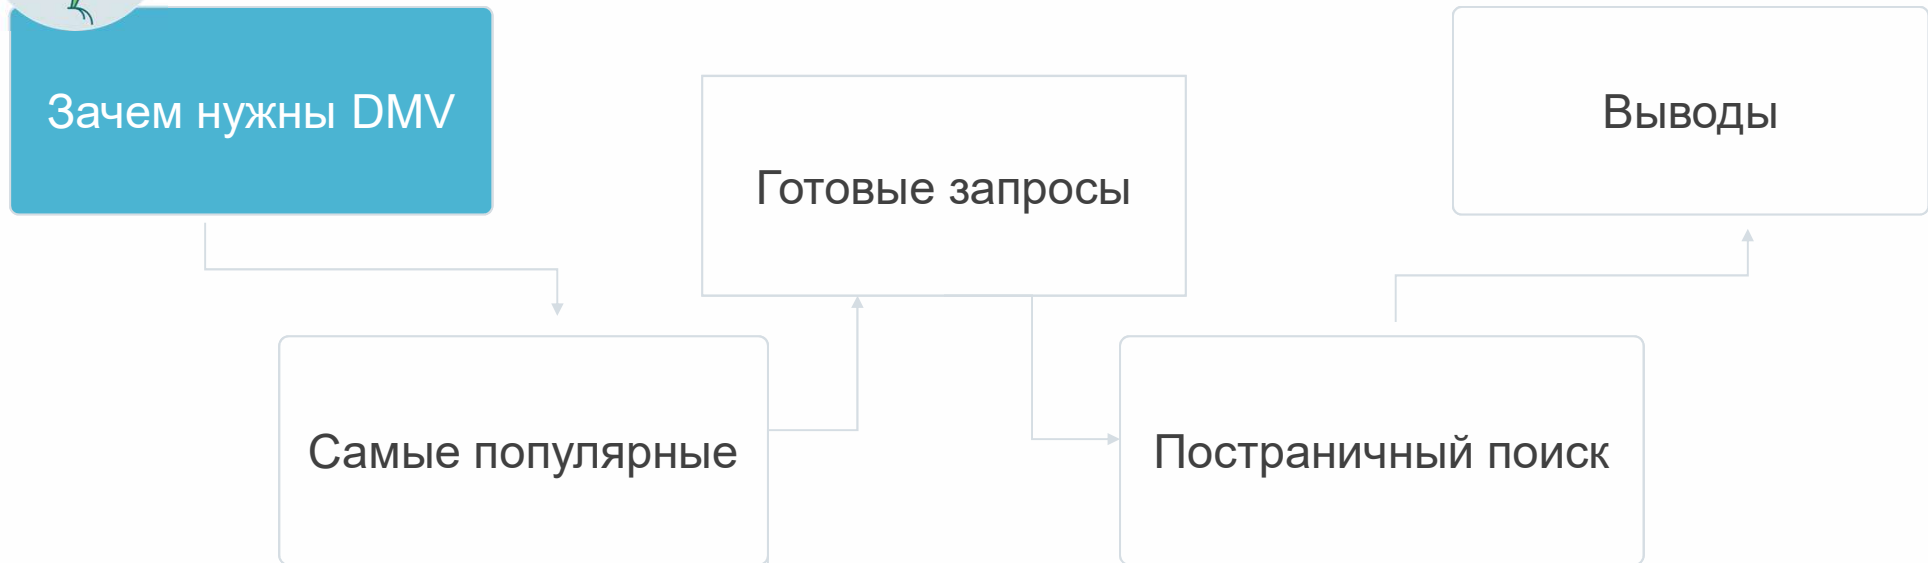 Зачем нужны DMV
Самые популярные
Готовые запросы
Постраничный поиск
Выводы